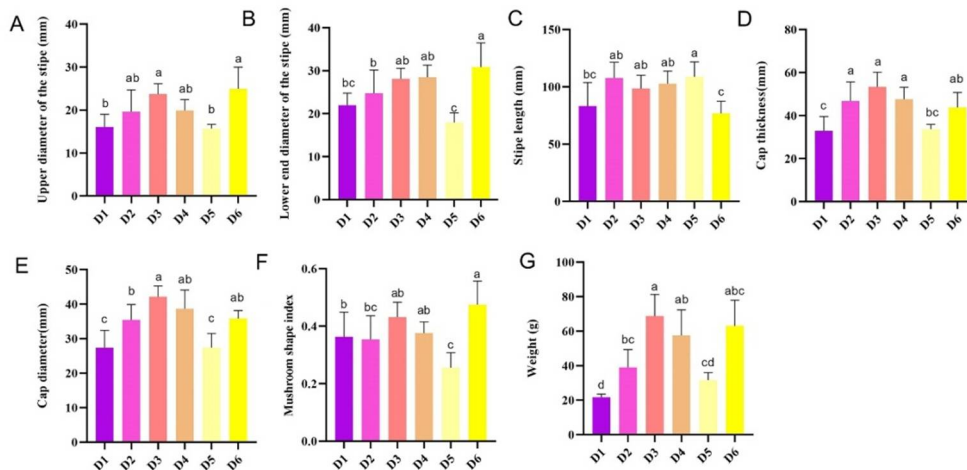 A
Upper diameter of the stipe (mm)
40
30
20
10
0
b
ab
a
ab
b
a
D1
D2
D3
D4
D5
D6
B
Lower end diameter of the stipe (mm)
40
30
20
10
0
bc
b
ab
ab
c
a
D1
D2
D3
D4
D5
D6
C
Stipe length (mm)
150
100
50
0
bc
ab
ab
ab
a
c
D1
D2
D3
D4
D5
D6
D
Cap thickness(mm)
80
60
40
20
0
c
a
a
a
bc
ab
D1
D2
D3
D4
D5
D6
E
Cap diameter(mm)
50
40
30
20
10
0
c
b
a
ab
c
ab
D1
D2
D3
D4
D5
D6
F
Mushroom shape index
0.6
0.4
0.2
0.0
b
bc
ab
ab
c
a
D1
D2
D3
D4
D5
D6
G
Weight (g)
100
80
60
40
20
0
d
bc
a
ab
cd
abc
D1
D2
D3
D4
D5
D6